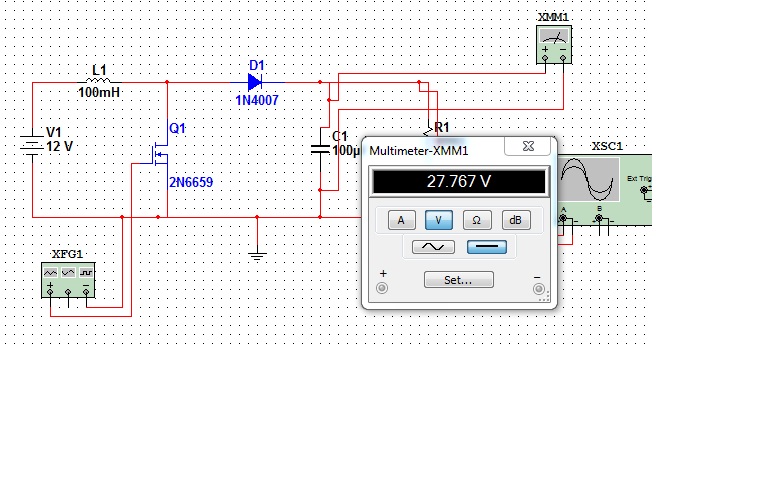 XMM1
+ −
L1
100mH
D1
1N4007
V1
12 V
Q1
2N6659
C1
100µ
R1
XSC1
Ext Trig
A
B
XFG1
+ −
Multimeter-XMM1
27.767 V
A V Ω dB
+ −
Set...